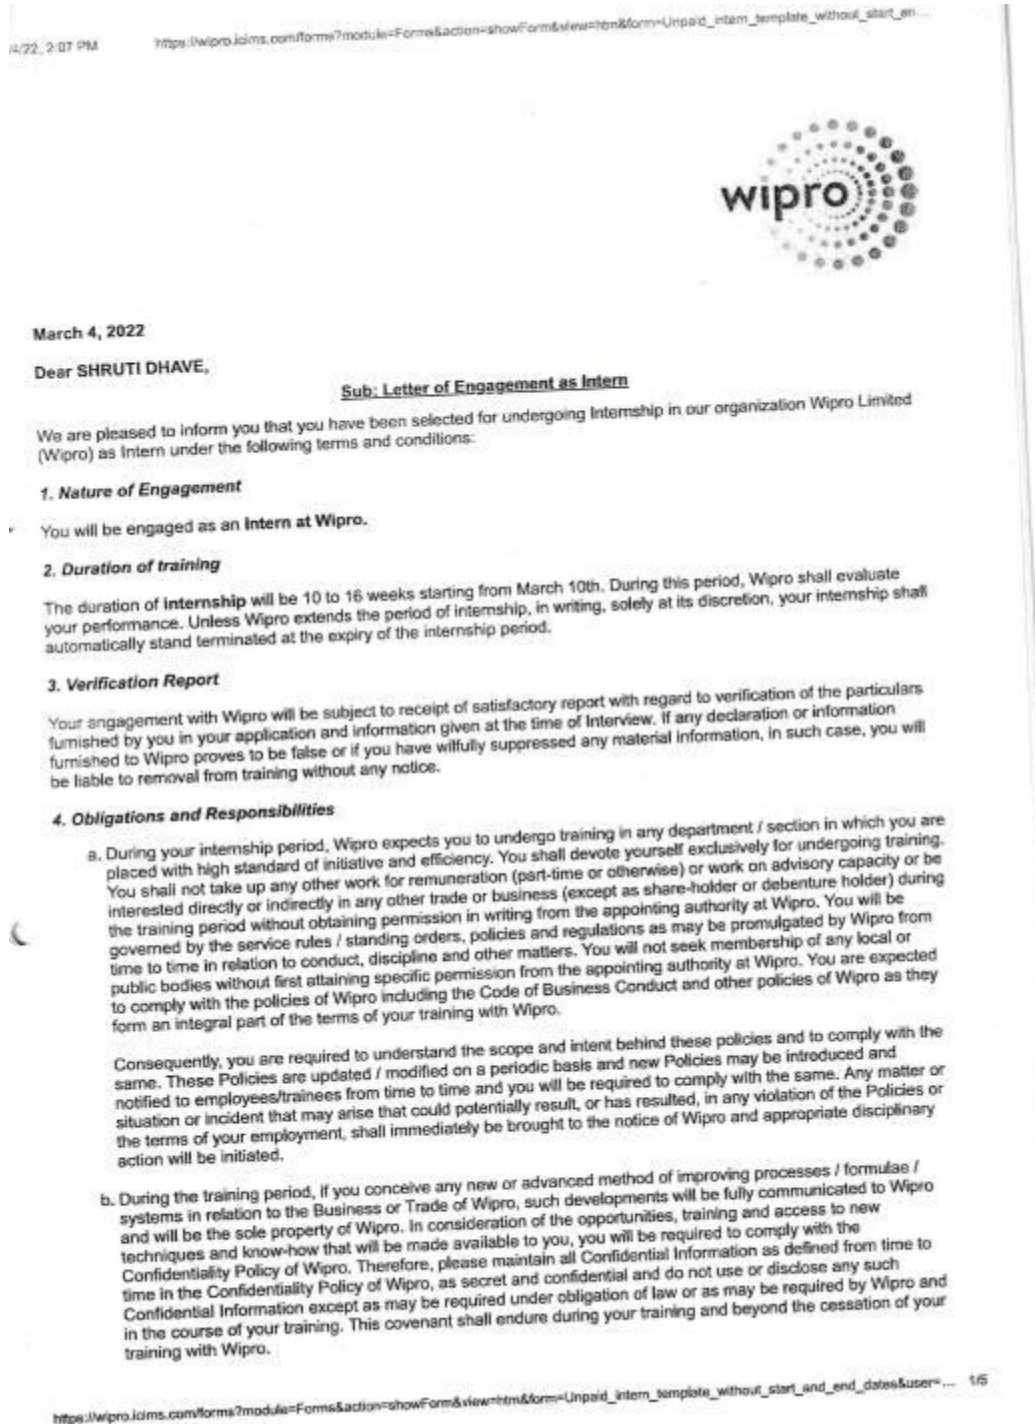 4/22, 2:07 PM https://wipro.icims.com/forms?module=Forms&action=showForm&view=htm&form=Unpaid_intern_template_without_start_en...
wipro
March 4, 2022
Dear SHRUTI DHAVE,
Sub: Letter of Engagement as Intern
We are pleased to inform you that you have been selected for undergoing Internship in our organization Wipro Limited
(Wipro) as Intern under the following terms and conditions:
1. Nature of Engagement
You will be engaged as an Intern at Wipro.
2. Duration of training
The duration of Internship will be 10 to 16 weeks starting from March 10th. During this period, Wipro shall evaluate
your performance. Unless Wipro extends the period of internship, in writing, solely at its discretion, your internship shall
automatically stand terminated at the expiry of the internship period.
3. Verification Report
Your engagement with Wipro will be subject to receipt of satisfactory report with regard to verification of the particulars
furnished by you in your application and information given at the time of Interview. If any declaration or information
furnished to Wipro proves to be false or if you have wilfully suppressed any material information, in such case, you will
be liable to removal from training without any notice.
4. Obligations and Responsibilities
a. During your internship period, Wipro expects you to undergo training in any department / section in which you are
placed with high standard of initiative and efficiency. You shall devote yourself exclusively for undergoing training.
You shall not take up any other work for remuneration (part-time or otherwise) or work on advisory capacity or be
interested directly or indirectly in any other trade or business (except as share-holder or debenture holder) during
the training period without obtaining permission in writing from the appointing authority at Wipro. You will be
governed by the service rules / standing orders, policies and regulations as may be promulgated by Wipro from
time to time in relation to conduct, discipline and other matters. You will not seek membership of any local or
public bodies without first attaining specific permission from the appointing authority at Wipro. You are expected
to comply with the policies of Wipro including the Code of Business Conduct and other policies of Wipro as they
form an integral part of the terms of your training with Wipro.
Consequently, you are required to understand the scope and intent behind these policies and to comply with the
same. These Policies are updated / modified on a periodic basis and new Policies may be introduced and
notified to employees/trainees from time to time and you will be required to comply with the same. Any matter or
situation or incident that may arise that could potentially result, or has resulted, in any violation of the Policies or
the terms of your employment, shall immediately be brought to the notice of Wipro and appropriate disciplinary
action will be initiated.
b. During the training period, if you conceive any new or advanced method of improving processes / formulae /
systems in relation to the Business or Trade of Wipro, such developments will be fully communicated to Wipro
and will be the sole property of Wipro. In consideration of the opportunities, training and access to new
techniques and know-how that will be made available to you, you will be required to comply with the
Confidentiality Policy of Wipro. Therefore, please maintain all Confidential Information as defined from time to
time in the Confidentiality Policy of Wipro, as secret and confidential and do not use or disclose any such
Confidential Information except as may be required under obligation of law or as may be required by Wipro and
in the course of your training. This covenant shall endure during your training and beyond the cessation of your
training with Wipro.
https://wipro.icims.com/forms?module=Forms&action=showForm&view=htm&form=Unpaid_intern_template_without_start_and_end_dates&user=... 1/5